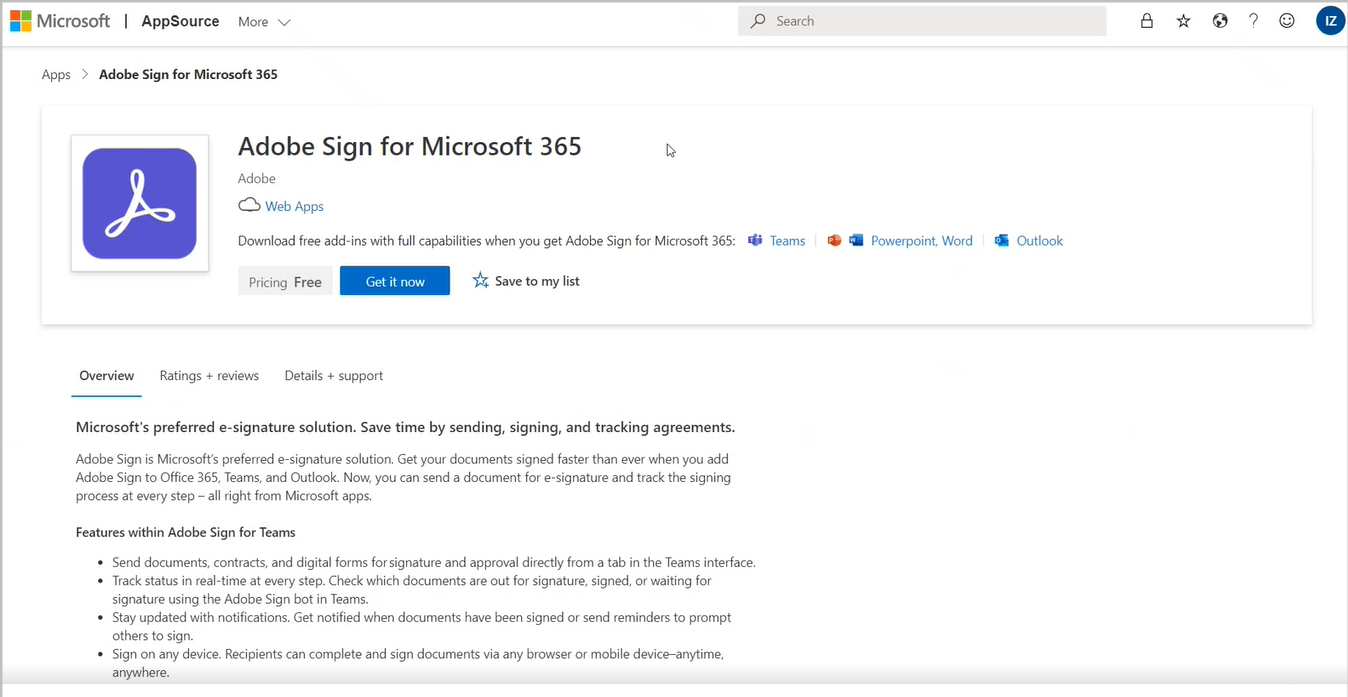 Microsoft | AppSource More Search ? IZ
Apps > Adobe Sign for Microsoft 365
Adobe Sign for Microsoft 365
Adobe
Web Apps
Download free add-ins with full capabilities when you get Adobe Sign for Microsoft 365: Teams | Powerpoint, Word | Outlook
Pricing Free Get it now Save to my list
Overview Ratings + reviews Details + support
Microsoft's preferred e-signature solution. Save time by sending, signing, and tracking agreements.
Adobe Sign is Microsoft's preferred e-signature solution. Get your documents signed faster than ever when you add
Adobe Sign to Office 365, Teams, and Outlook. Now, you can send a document for e-signature and track the signing
process at every step – all right from Microsoft apps.
Features within Adobe Sign for Teams
• Send documents, contracts, and digital forms for signature and approval directly from a tab in the Teams interface.
• Track status in real-time at every step. Check which documents are out for signature, signed, or waiting for
signature using the Adobe Sign bot in Teams.
• Stay updated with notifications. Get notified when documents have been signed or send reminders to prompt
others to sign.
• Sign on any device. Recipients can complete and sign documents via any browser or mobile device–anytime,
anywhere.